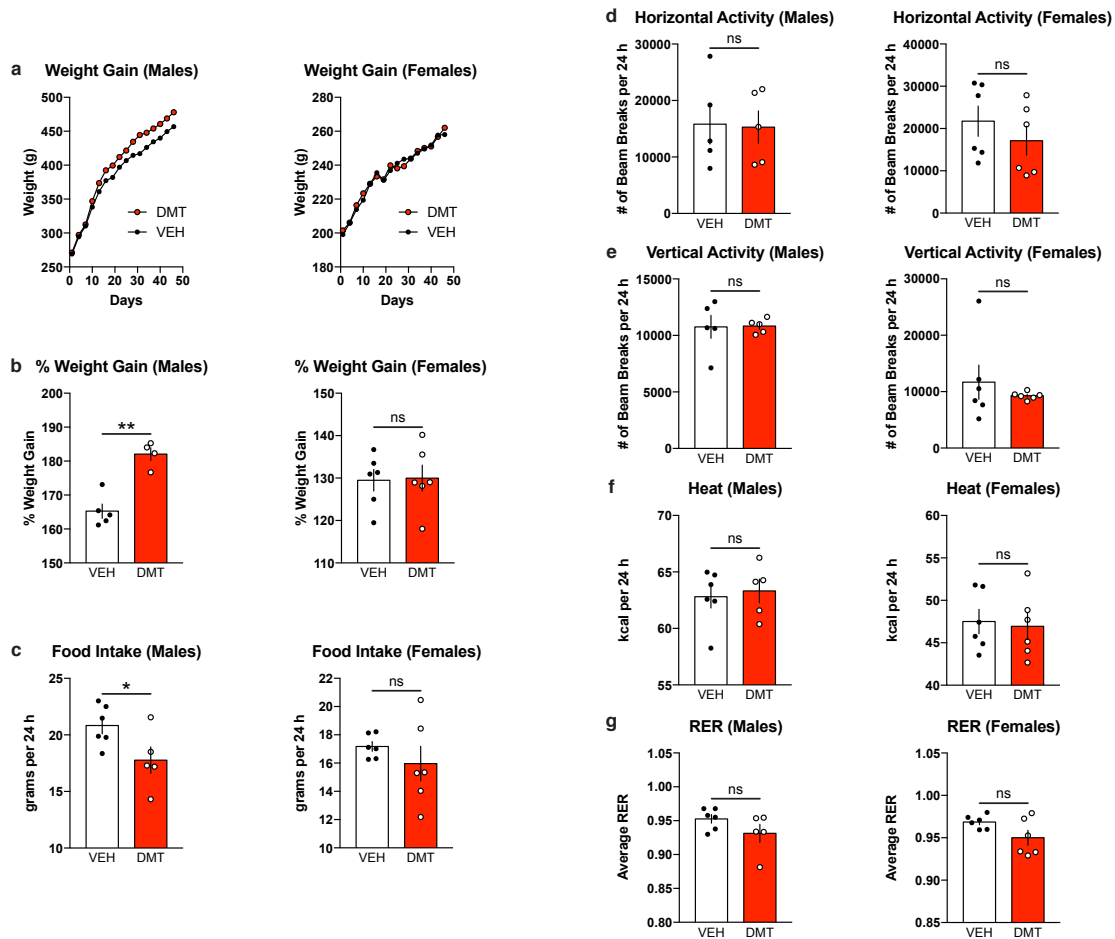 a
Weight Gain (Males)
Weight (g)
500
450
400
350
300
250
0 10 20 30 40 50
Days
DMT
VEH
Weight Gain (Females)
Weight (g)
280
260
240
220
200
180
0 10 20 30 40 50
Days
b
% Weight Gain (Males)
% Weight Gain
200
190
180
170
160
150
**
VEH DMT
% Weight Gain (Females)
% Weight Gain
150
140
130
120
110
ns
VEH DMT
c
Food Intake (Males)
grams per 24 h
25
20
15
10
*
VEH DMT
Food Intake (Females)
grams per 24 h
22
20
18
16
14
12
10
ns
VEH DMT
d
Horizontal Activity (Males)
# of Beam Breaks per 24 h
30000
20000
10000
0
ns
VEH DMT
Horizontal Activity (Females)
# of Beam Breaks per 24 h
40000
30000
20000
10000
0
ns
VEH DMT
e
Vertical Activity (Males)
# of Beam Breaks per 24 h
15000
10000
5000
0
ns
VEH DMT
Vertical Activity (Females)
# of Beam Breaks per 24 h
30000
20000
10000
0
ns
VEH DMT
f
Heat (Males)
kcal per 24 h
70
65
60
55
ns
VEH DMT
Heat (Females)
kcal per 24 h
60
55
50
45
40
ns
VEH DMT
g
RER (Males)
Average RER
1.05
1.00
0.95
0.90
0.85
0.80
ns
VEH DMT
RER (Females)
Average RER
1.05
1.00
0.95
0.90
0.85
ns
VEH DMT